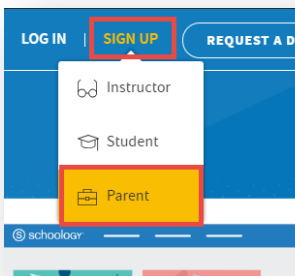 LOG IN | SIGN UP REQUEST A D
Instructor
Student
Parent
S schoology